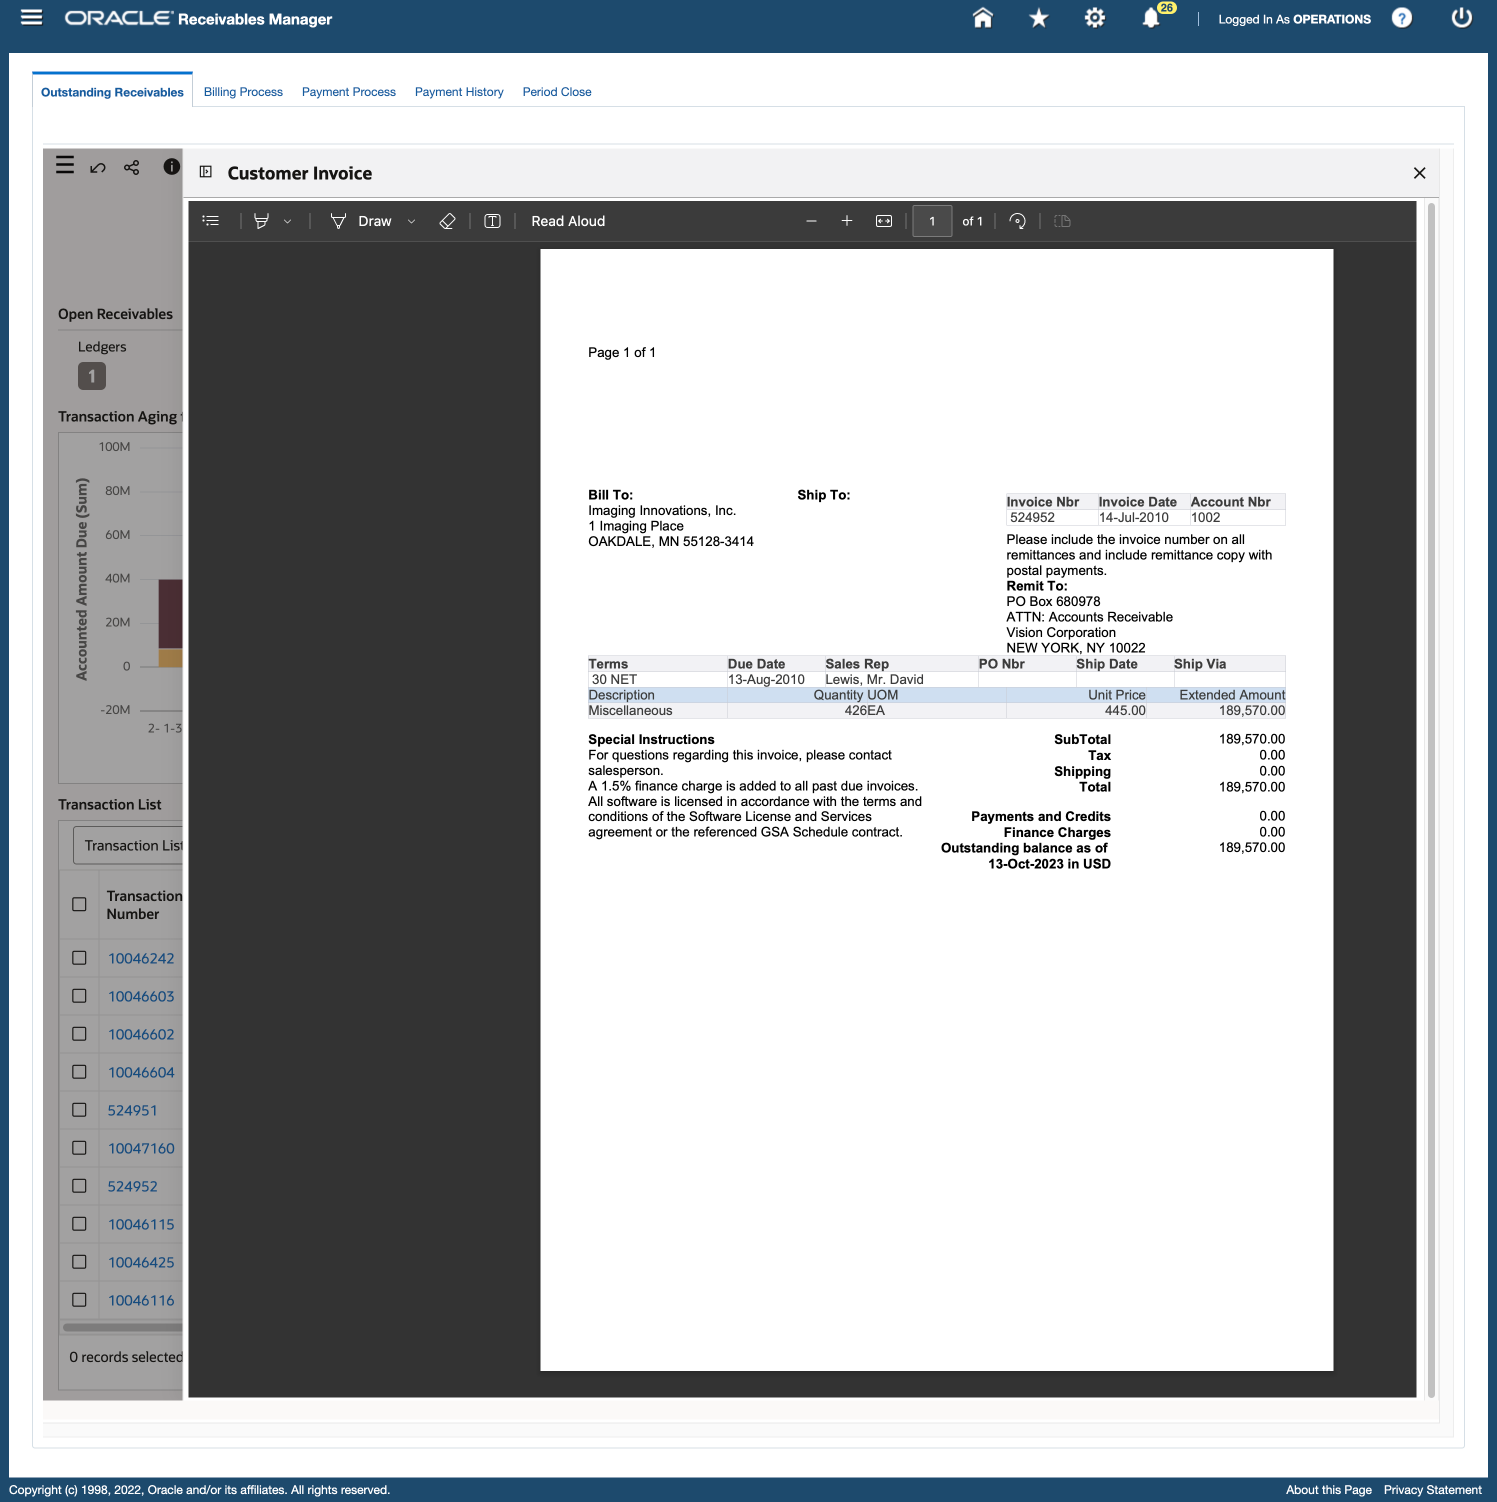 ORACLE Receivables Manager
26
Logged In As OPERATIONS
?
Outstanding Receivables Billing Process Payment Process Payment History Period Close
Customer Invoice
Draw
Read Aloud
1 of 1
Open Receivables
Ledgers
1
Transaction Aging
Accounted Amount Due (Sum)
100M
80M
60M
40M
20M
0
-20M
2- 1-3
Transaction List
Transaction List
Transaction
Number
10046242
10046603
10046602
10046604
524951
10047160
524952
10046115
10046425
10046116
0 records selected
Page 1 of 1
Bill To:
Imaging Innovations, Inc.
1 Imaging Place
OAKDALE, MN 55128-3414
Ship To:
Invoice Nbr Invoice Date Account Nbr
524952 14-Jul-2010 1002
Please include the invoice number on all
remittances and include remittance copy with
postal payments.
Remit To:
PO Box 680978
ATTN: Accounts Receivable
Vision Corporation
NEW YORK, NY 10022
Terms Due Date Sales Rep PO Nbr Ship Date Ship Via
30 NET 13-Aug-2010 Lewis, Mr. David
Description Quantity UOM Unit Price Extended Amount
Miscellaneous 426EA 445.00 189,570.00
Special Instructions
For questions regarding this invoice, please contact
salesperson.
A 1.5% finance charge is added to all past due invoices.
All software is licensed in accordance with the terms and
conditions of the Software License and Services
agreement or the referenced GSA Schedule contract.
SubTotal 189,570.00
Tax 0.00
Shipping 0.00
Total 189,570.00
Payments and Credits 0.00
Finance Charges 0.00
Outstanding balance as of 189,570.00
13-Oct-2023 in USD
Copyright (c) 1998, 2022, Oracle and/or its affiliates. All rights reserved.
About this Page Privacy Statement